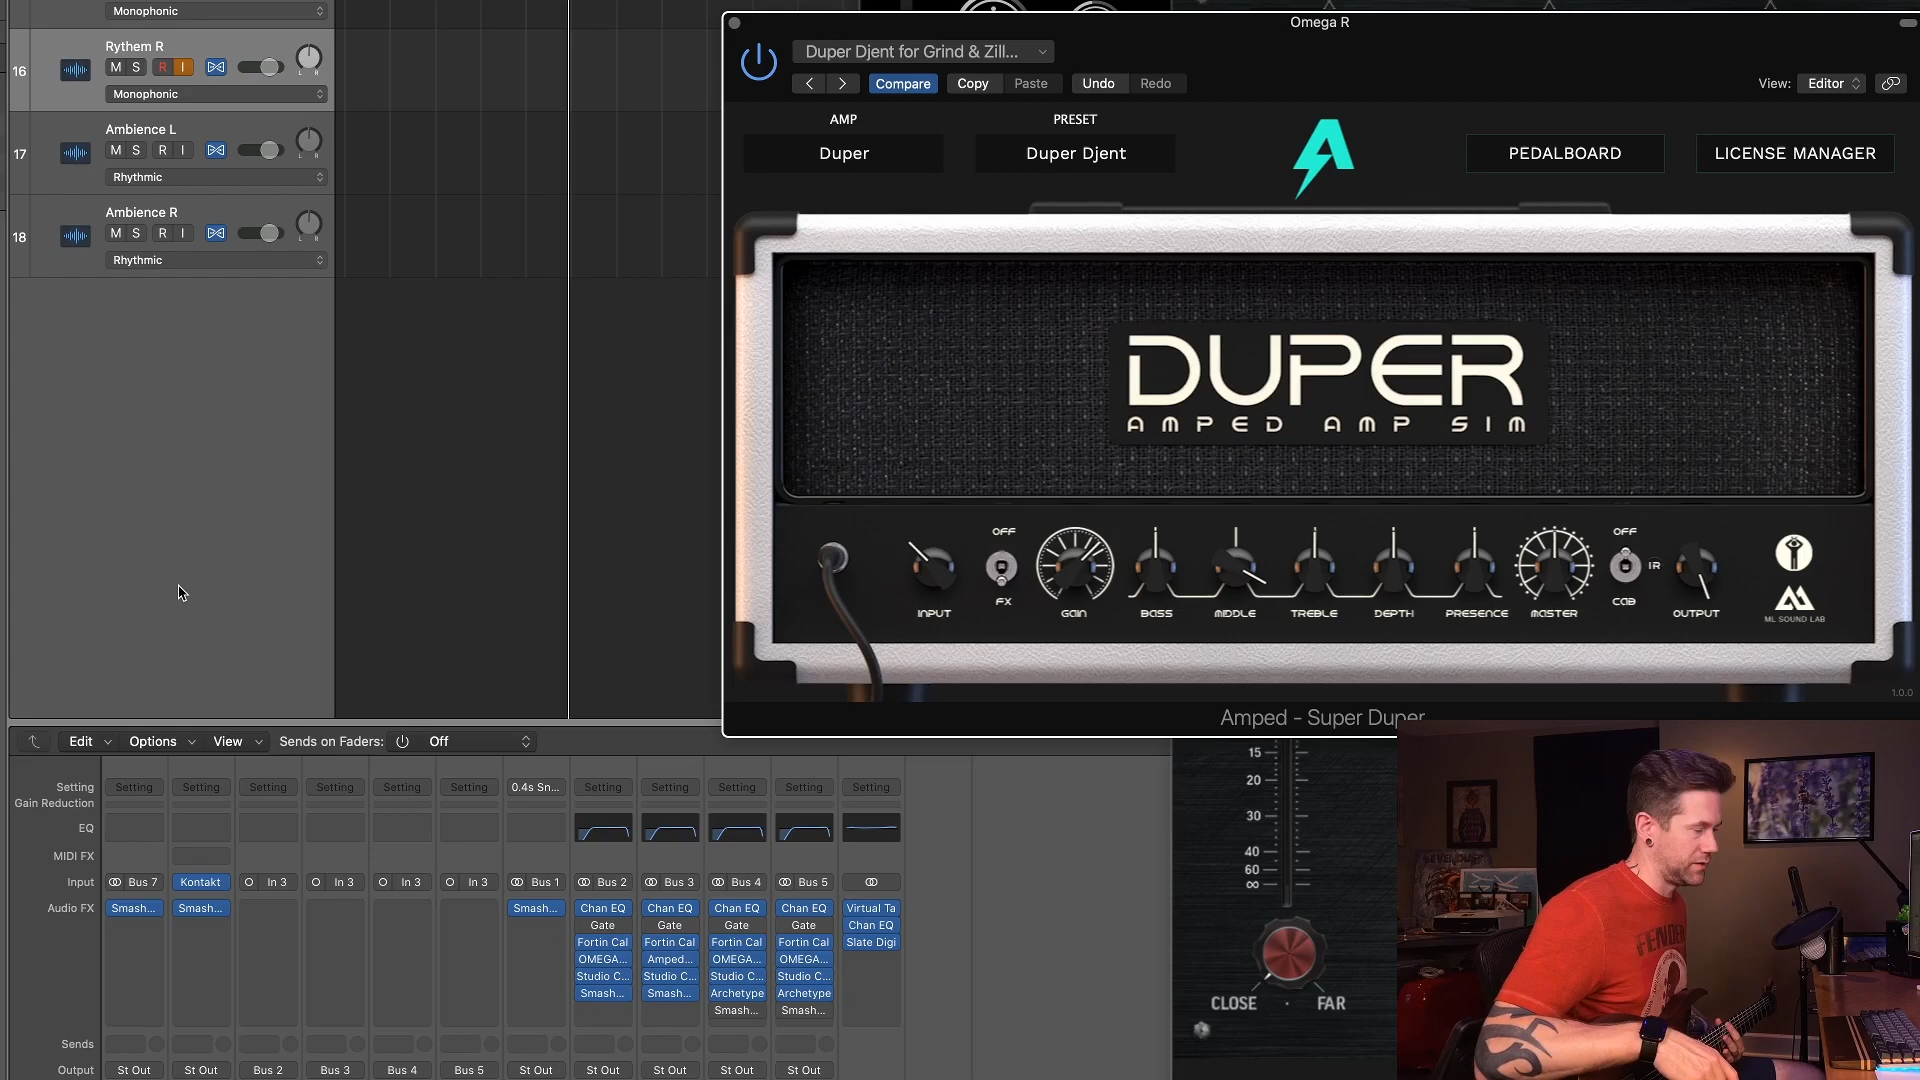 Monophonic
16
Rythem R
M S R I
L R
Monophonic
17
Ambience L
M S R I
L R
Rhythmic
18
Ambience R
M S R I
L R
Rhythmic
Omega R
Duper Djent for Grind & Zill...
Compare Copy Paste Undo Redo
View: Editor
AMP PRESET
Duper Duper Djent PEDALBOARD LICENSE MANAGER
DUPER
AMPED AMP SIM
OFF OFF
IR
FX CAB
INPUT GAIN BASS MIDDLE TREBLE DEPTH PRESENCE MASTER OUTPUT
ML SOUND LAB
1.0.0
Amped - Super Duper
Edit Options View Sends on Faders: Off
Setting Setting Setting Setting Setting Setting Setting 0.4s Sn... Setting Setting Setting Setting Setting
Gain Reduction
EQ
MIDI FX
Input Bus 7 Kontakt In 3 In 3 In 3 In 3 Bus 1 Bus 2 Bus 3 Bus 4 Bus 5
Audio FX Smash... Smash... Smash... Chan EQ Chan EQ Chan EQ Chan EQ Virtual Ta
Gate Gate Gate Gate Chan EQ
Fortin Cal Fortin Cal Fortin Cal Fortin Cal Slate Digi
OMEGA... Amped... OMEGA... OMEGA...
Studio C... Studio C... Studio C... Studio C...
Smash... Smash... Archetype Archetype
Smash... Smash...
Sends
Output St Out St Out Bus 2 Bus 3 Bus 4 Bus 5 St Out St Out St Out St Out St Out
15
20
30
40
60
∞
CLOSE · FAR
FENDER